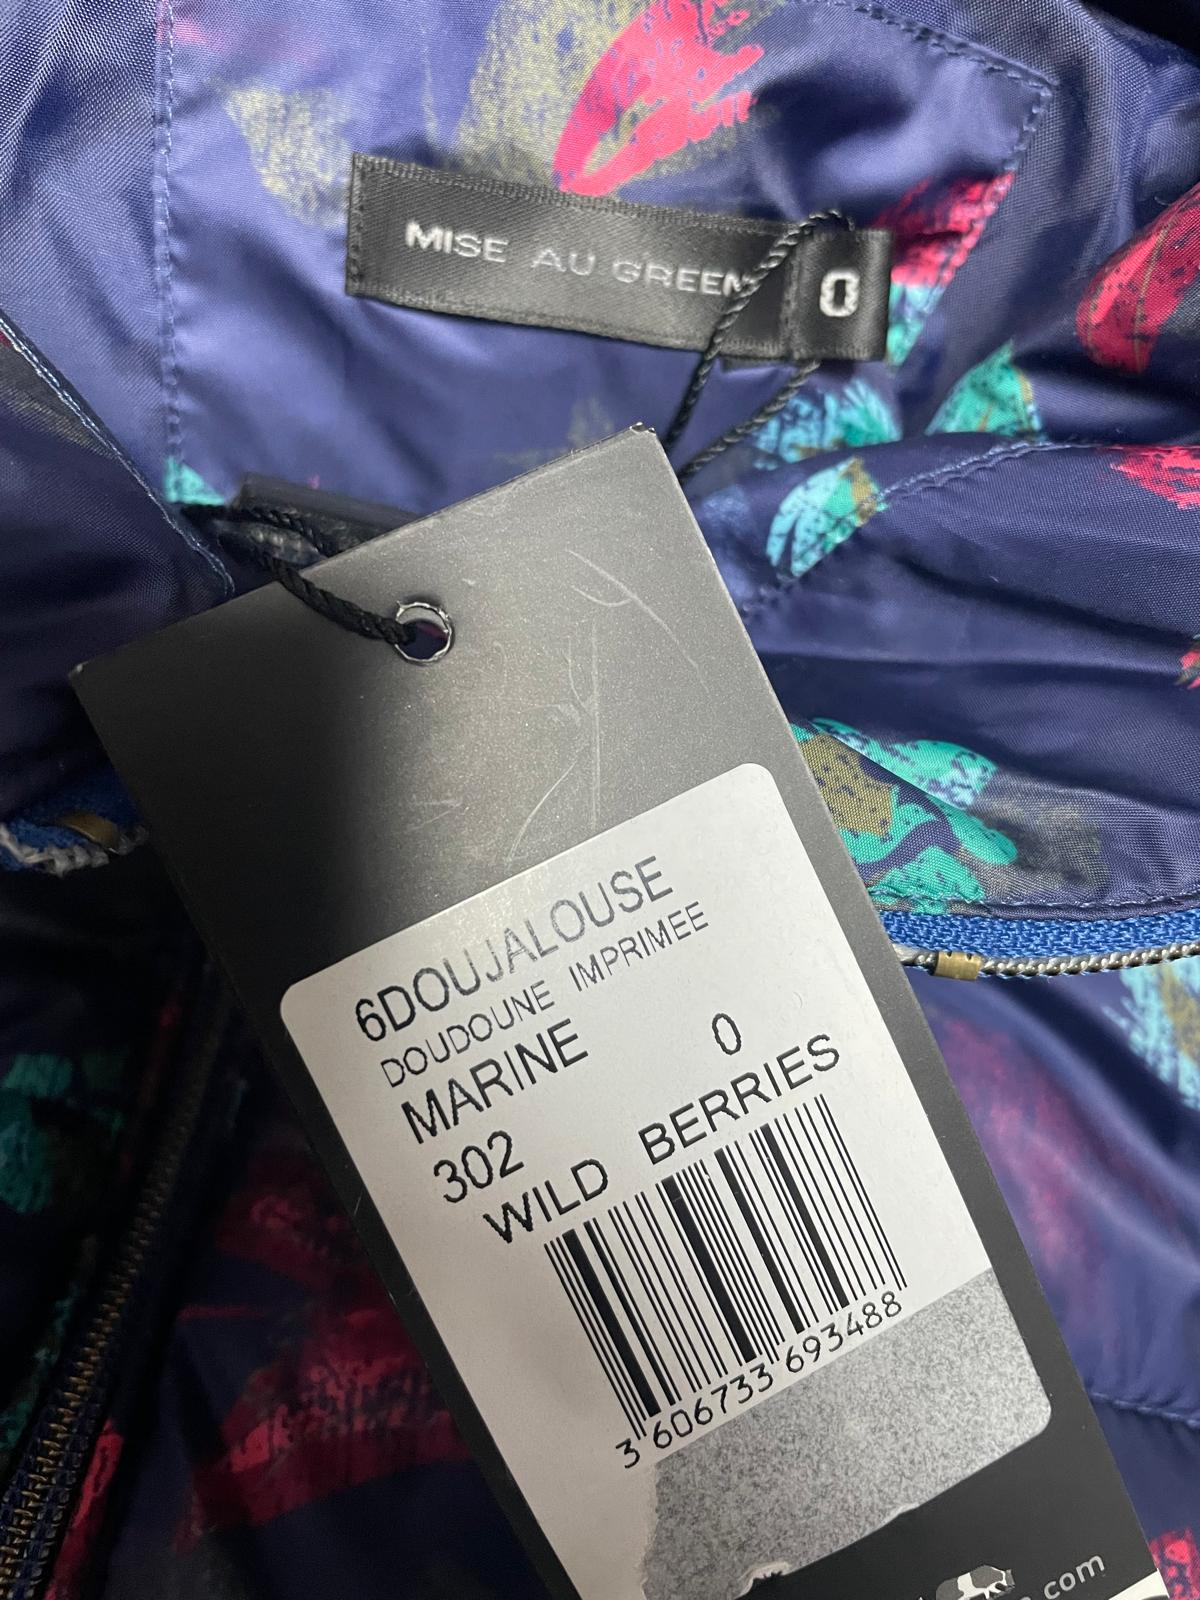 MISE AU GREEN
0
6DOUJALOUSE
DOUDOUNE IMPRIMEE
MARINE 0
302
WILD BERRIES
3 606733 693488
.com